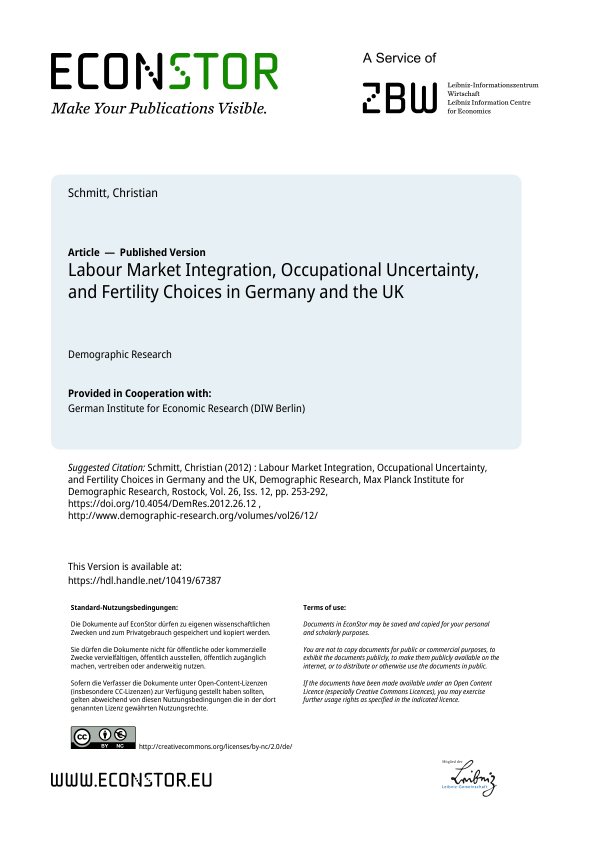 ECONSTOR
Make Your Publications Visible.
A Service of
ZBW
Leibniz-Informationszentrum
Wirtschaft
Leibniz Information Centre
for Economics
Schmitt, Christian
Article — Published Version
Labour Market Integration, Occupational Uncertainty,
and Fertility Choices in Germany and the UK
Demographic Research
Provided in Cooperation with:
German Institute for Economic Research (DIW Berlin)
Suggested Citation: Schmitt, Christian (2012) : Labour Market Integration, Occupational Uncertainty,
and Fertility Choices in Germany and the UK, Demographic Research, Max Planck Institute for
Demographic Research, Rostock, Vol. 26, Iss. 12, pp. 253-292,
https://doi.org/10.4054/DemRes.2012.26.12 ,
http://www.demographic-research.org/volumes/vol26/12/
This Version is available at:
https://hdl.handle.net/10419/67387
Standard-Nutzungsbedingungen:
Die Dokumente auf EconStor dürfen zu eigenen wissenschaftlichen
Zwecken und zum Privatgebrauch gespeichert und kopiert werden.
Sie dürfen die Dokumente nicht für öffentliche oder kommerzielle
Zwecke vervielfältigen, öffentlich ausstellen, öffentlich zugänglich
machen, vertreiben oder anderweitig nutzen.
Sofern die Verfasser die Dokumente unter Open-Content-Lizenzen
(insbesondere CC-Lizenzen) zur Verfügung gestellt haben sollten,
gelten abweichend von diesen Nutzungsbedingungen die in der dort
genannten Lizenz gewährten Nutzungsrechte.
Terms of use:
Documents in EconStor may be saved and copied for your personal
and scholarly purposes.
You are not to copy documents for public or commercial purposes, to
exhibit the documents publicly, to make them publicly available on the
internet, or to distribute or otherwise use the documents in public.
If the documents have been made available under an Open Content
Licence (especially Creative Commons Licences), you may exercise
further usage rights as specified in the indicated licence.
cc BY NC
http://creativecommons.org/licenses/by-nc/2.0/de/
WWW.ECONSTOR.EU
Mitglied der
Leibniz
Leibniz-Gemeinschaft